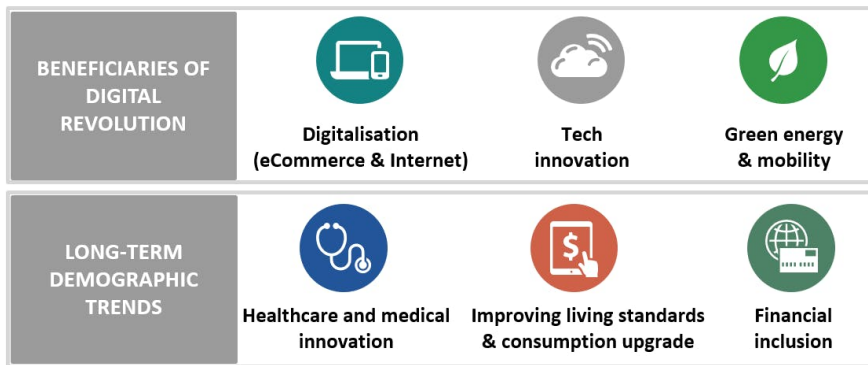 BENEFICIARIES OF
DIGITAL
REVOLUTION
Digitalisation
(eCommerce & Internet)
Tech
innovation
Green energy
& mobility
LONG-TERM
DEMOGRAPHIC
TRENDS
$
Healthcare and medical
innovation
Improving living standards
& consumption upgrade
Financial
inclusion